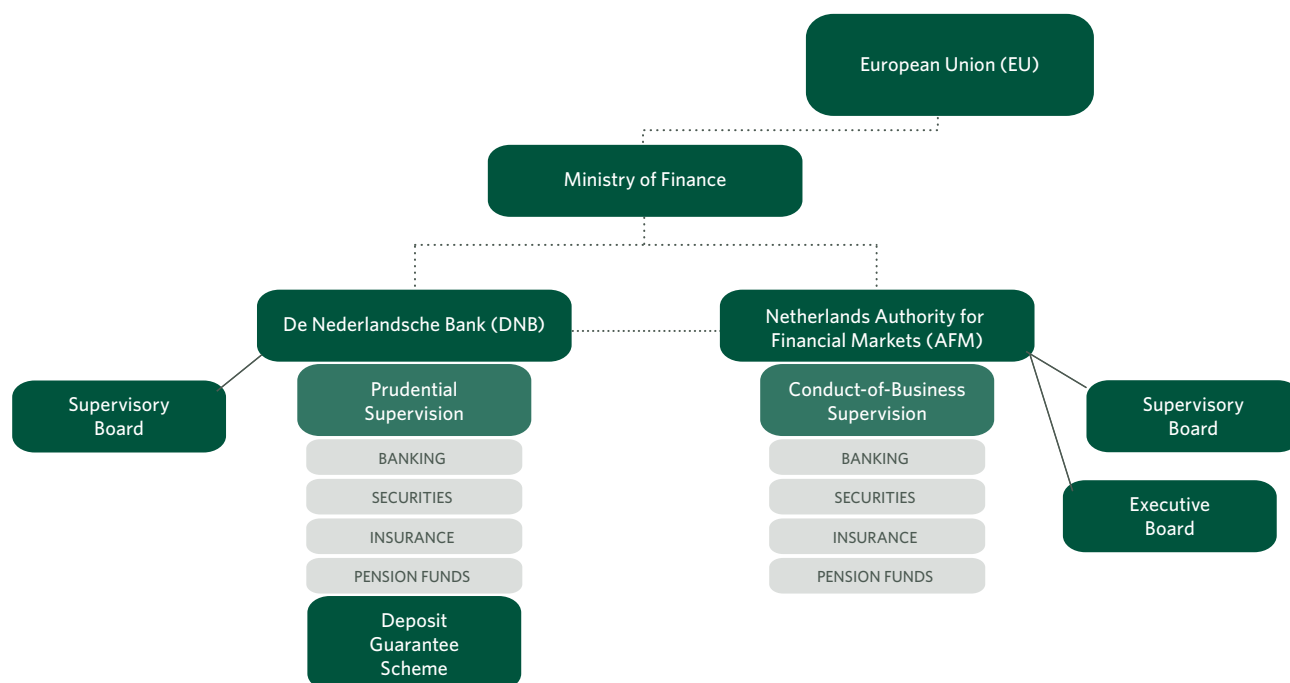 European Union (EU)
Ministry of Finance
De Nederlandsche Bank (DNB)
Netherlands Authority for
Financial Markets (AFM)
Supervisory
Board
Prudential
Supervision
BANKING
SECURITIES
INSURANCE
PENSION FUNDS
Deposit
Guarantee
Scheme
Conduct-of-Business
Supervision
BANKING
SECURITIES
INSURANCE
PENSION FUNDS
Supervisory
Board
Executive
Board